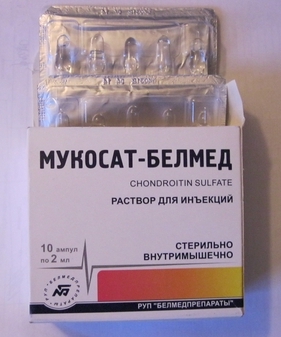 МУКОСАТ-БЕЛМЕД
CHONDROITIN SULFATE
РАСТВОР ДЛЯ ИНЪЕКЦИЙ
10 ампул
по 2 мл
СТЕРИЛЬНО
ВНУТРИМЫШЕЧНО
РУП "БЕЛМЕДПРЕПАРАТЫ"